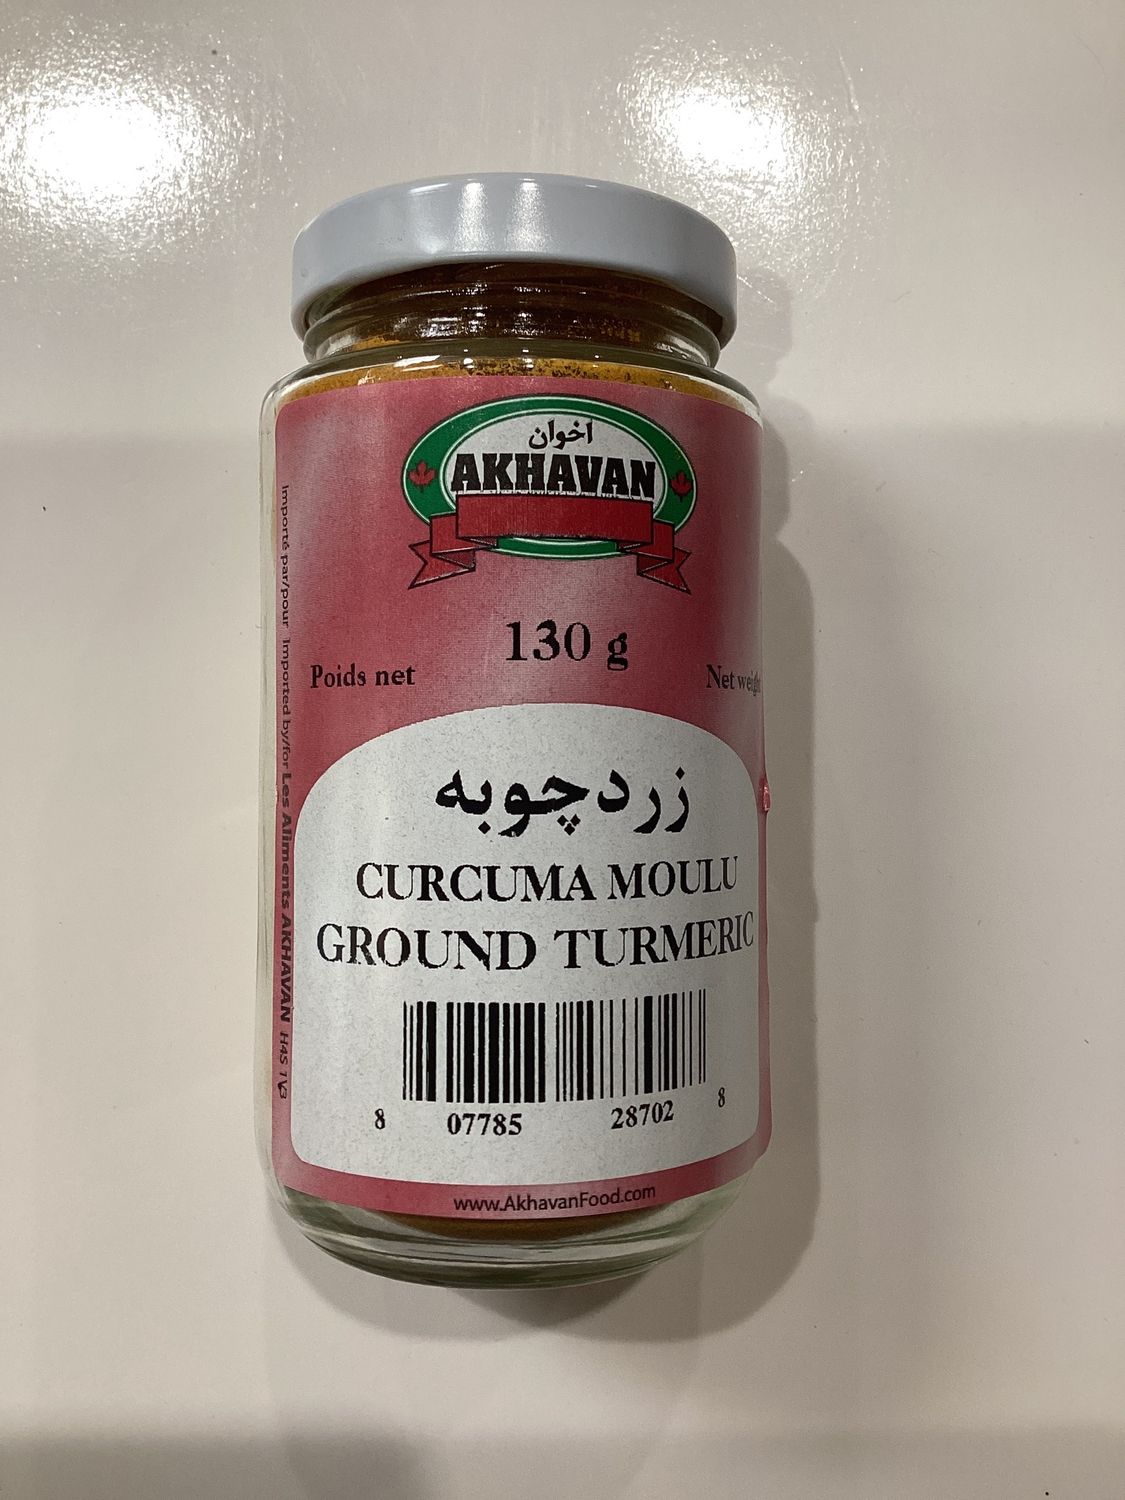 اخوان
AKHAVAN
130 g
Poids net
Net weight
زردچوبه
CURCUMA MOULU
GROUND TURMERIC
8 07785 28702 8
www.AkhavanFood.com
Importé par/pour Imported by/for Les Aliments AKHAVAN H4S 1V3